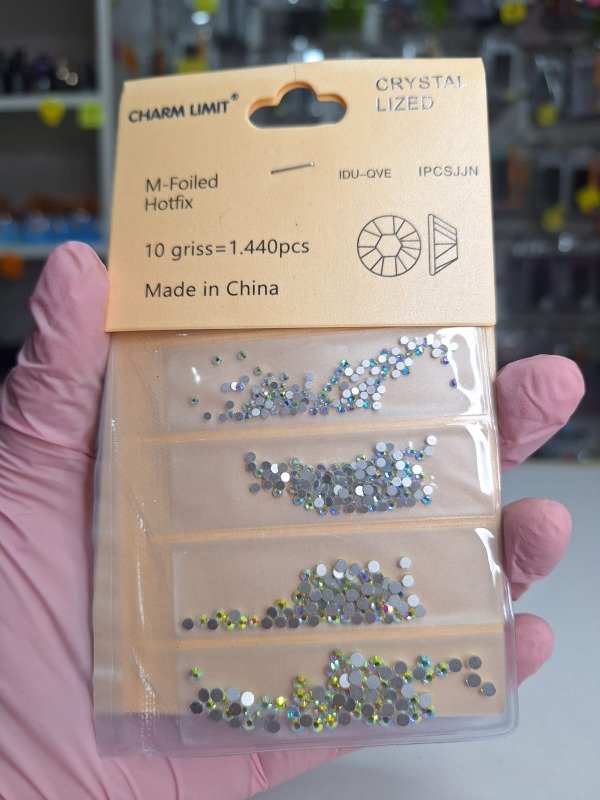 CHARM LIMIT®
CRYSTAL
LIZED
M-Foiled
Hotfix
IDU-QVE IPCSJJN
10 griss=1.440pcs
Made in China